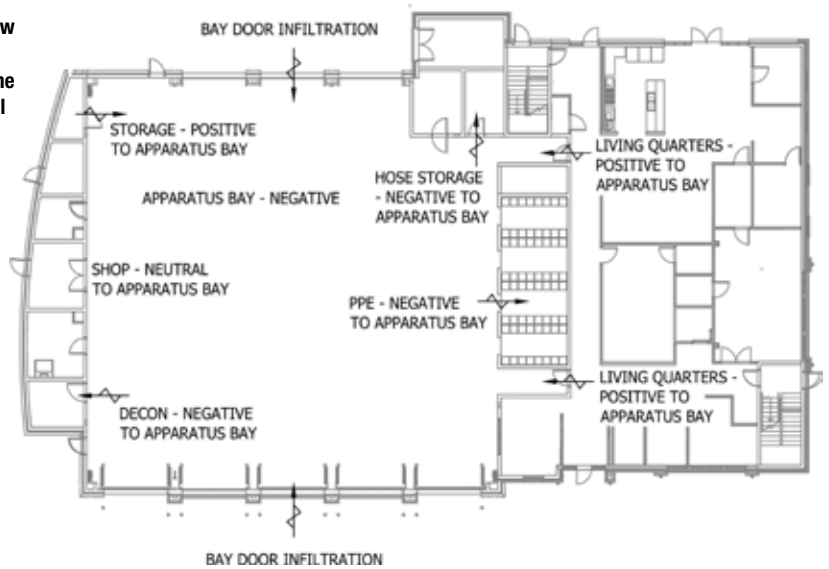 w
ne
l
BAY DOOR INFILTRATION
STORAGE - POSITIVE
TO APPARATUS BAY
LIVING QUARTERS -
POSITIVE TO
APPARATUS BAY
HOSE STORAGE
- NEGATIVE TO
APPARATUS BAY
APPARATUS BAY - NEGATIVE
SHOP - NEUTRAL
TO APPARATUS BAY
PPE - NEGATIVE
TO APPARATUS BAY
LIVING QUARTERS -
POSITIVE TO
APPARATUS BAY
DECON - NEGATIVE
TO APPARATUS BAY
BAY DOOR INFILTRATION